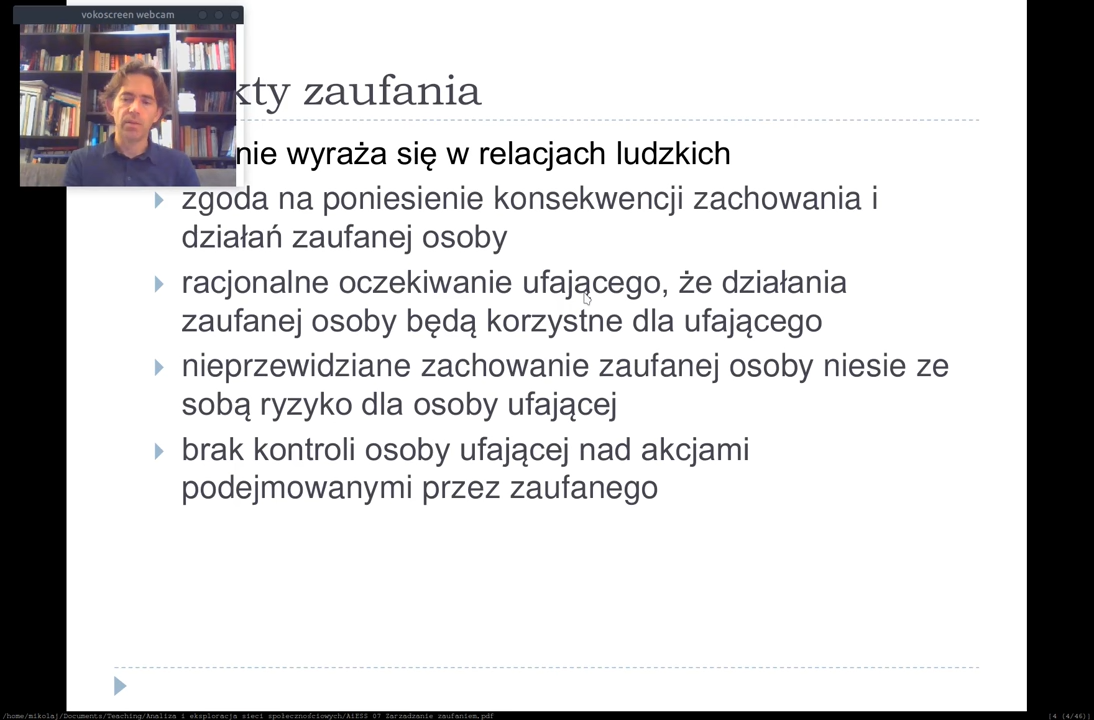 vokoscreen webcam
kty zaufania
nie wyraża się w relacjach ludzkich
zgoda na poniesienie konsekwencji zachowania i
działań zaufanej osoby
racjonalne oczekiwanie ufającego, że działania
zaufanej osoby będą korzystne dla ufającego
nieprzewidziane zachowanie zaufanej osoby niesie ze
sobą ryzyko dla osoby ufającej
brak kontroli osoby ufającej nad akcjami
podejmowanymi przez zaufanego
/home/mikolaj/Documents/Teaching/Analiza i eksploracja sieci społecznościowych/AiESS 07 Zarzadzanie zaufaniem.pdf
[4 (4/46)]